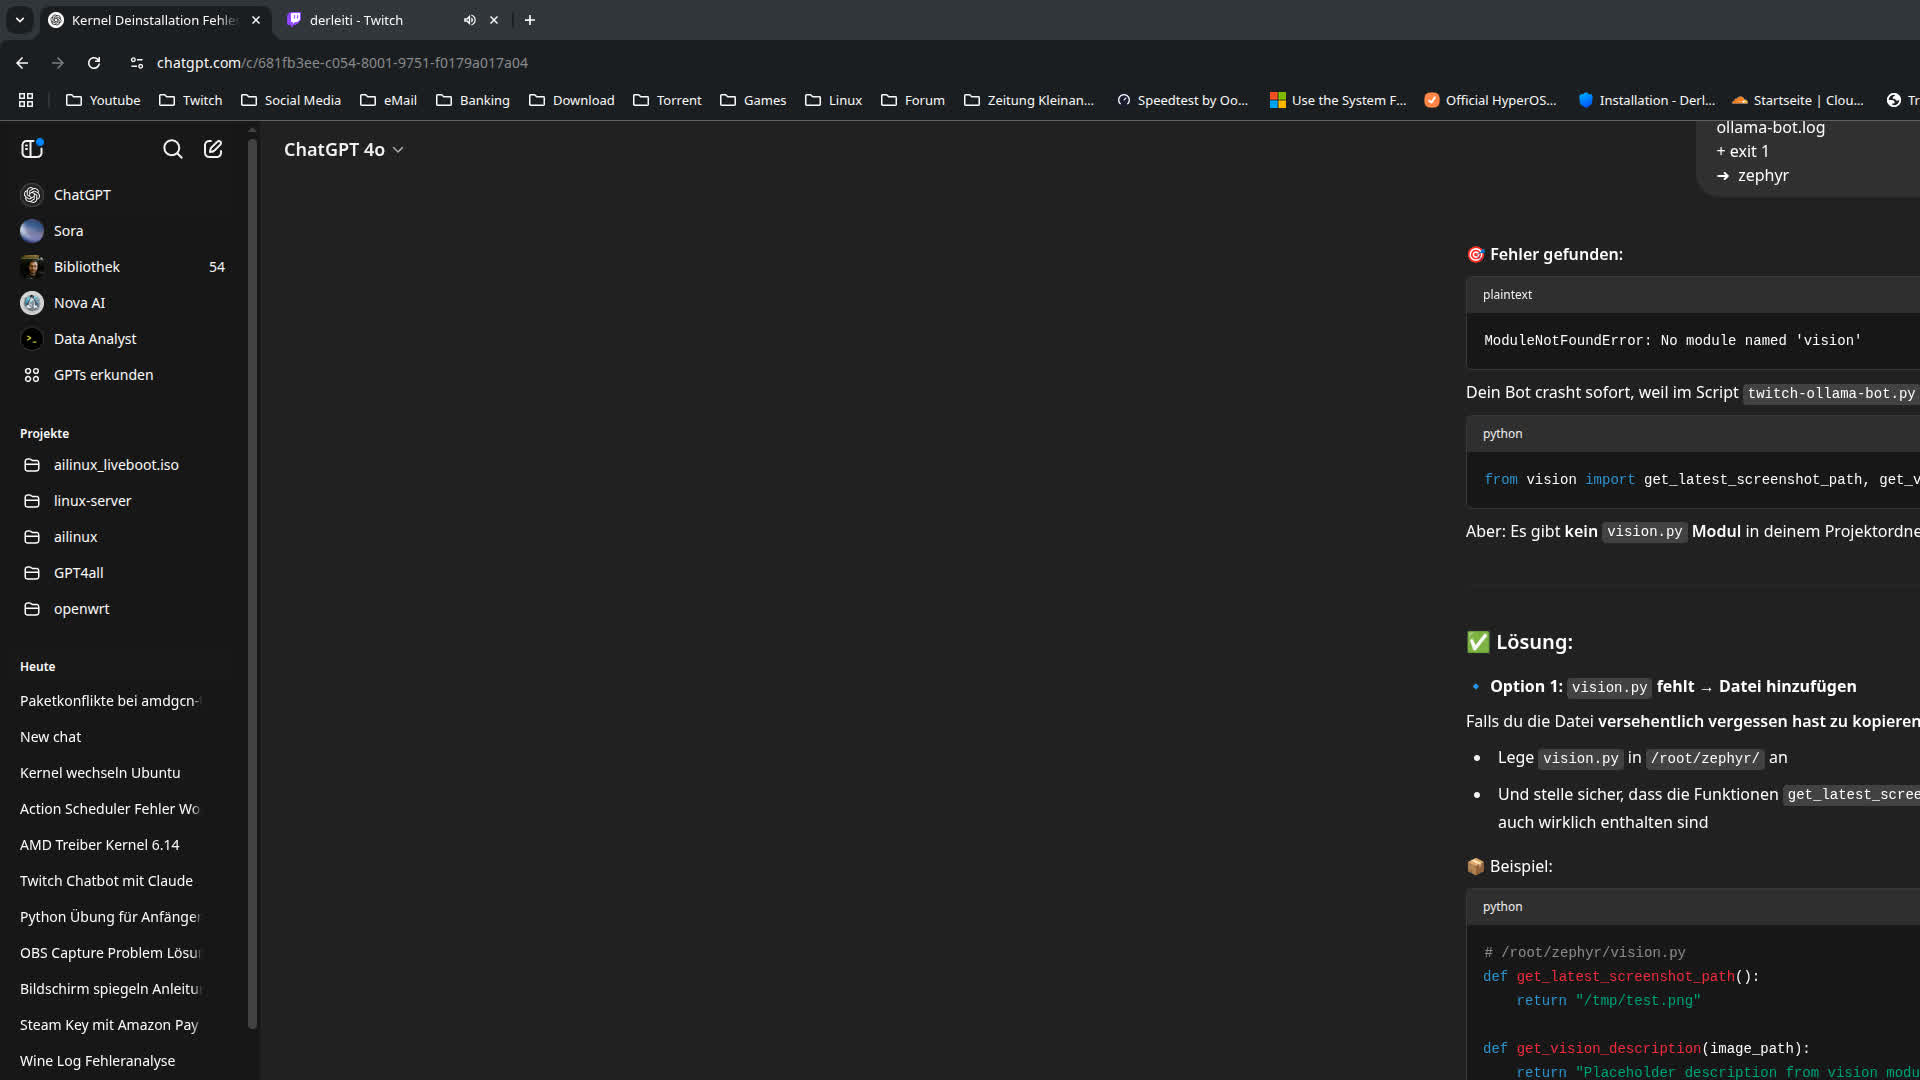 Kernel Deinstallation Fehle
derleiti - Twitch
chatgpt.com/c/681fb3ee-c054-8001-9751-f0179a017a04
Youtube
Twitch
Social Media
eMail
Banking
Download
Torrent
Games
Linux
Forum
Zeitung Kleinan...
Speedtest by Oo...
Use the System F...
Official HyperOS...
Installation - Derl...
Startseite | Clou...
Tr
ChatGPT
Sora
Bibliothek 54
Nova AI
Data Analyst
GPTs erkunden
Projekte
ailinux_liveboot.iso
linux-server
ailinux
GPT4all
openwrt
Heute
Paketkonflikte bei amdgcn-
New chat
Kernel wechseln Ubuntu
Action Scheduler Fehler Wo
AMD Treiber Kernel 6.14
Twitch Chatbot mit Claude
Python Übung für Anfänger
OBS Capture Problem Lösu
Bildschirm spiegeln Anleitu
Steam Key mit Amazon Pay
Wine Log Fehleranalyse
ChatGPT 4o
ollama-bot.log
+ exit 1
➜ zephyr
🎯 Fehler gefunden:
plaintext
ModuleNotFoundError: No module named 'vision'
Dein Bot crasht sofort, weil im Script twitch-ollama-bot.py
python
from vision import get_latest_screenshot_path, get_v
Aber: Es gibt kein vision.py Modul in deinem Projektordne
✅ Lösung:
🔹 Option 1: vision.py fehlt → Datei hinzufügen
Falls du die Datei versehentlich vergessen hast zu kopieren
• Lege vision.py in /root/zephyr/ an
• Und stelle sicher, dass die Funktionen get_latest_scree
auch wirklich enthalten sind
📦 Beispiel:
python
# /root/zephyr/vision.py
def get_latest_screenshot_path():
return "/tmp/test.png"
def get_vision_description(image_path):
return "Placeholder description from vision modu